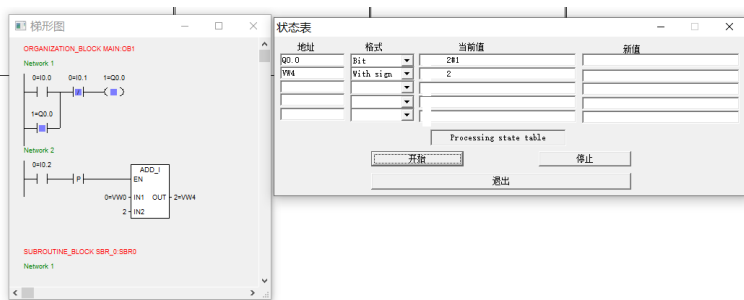 梯形图
ORGANIZATION_BLOCK MAIN:OB1
Network 1
0=I0.0 0=I0.1 1=Q0.0
1=Q0.0
Network 2
0=I0.2
P
ADD_I
EN
0=VW0 IN1 OUT 2=VW4
2 IN2
SUBROUTINE_BLOCK SBR_0:SBR0
Network 1
状态表
地址 格式 当前值 新值
Q0.0 Bit 2#1
VW4 With sign 2
Processing state table
开始 停止
退出